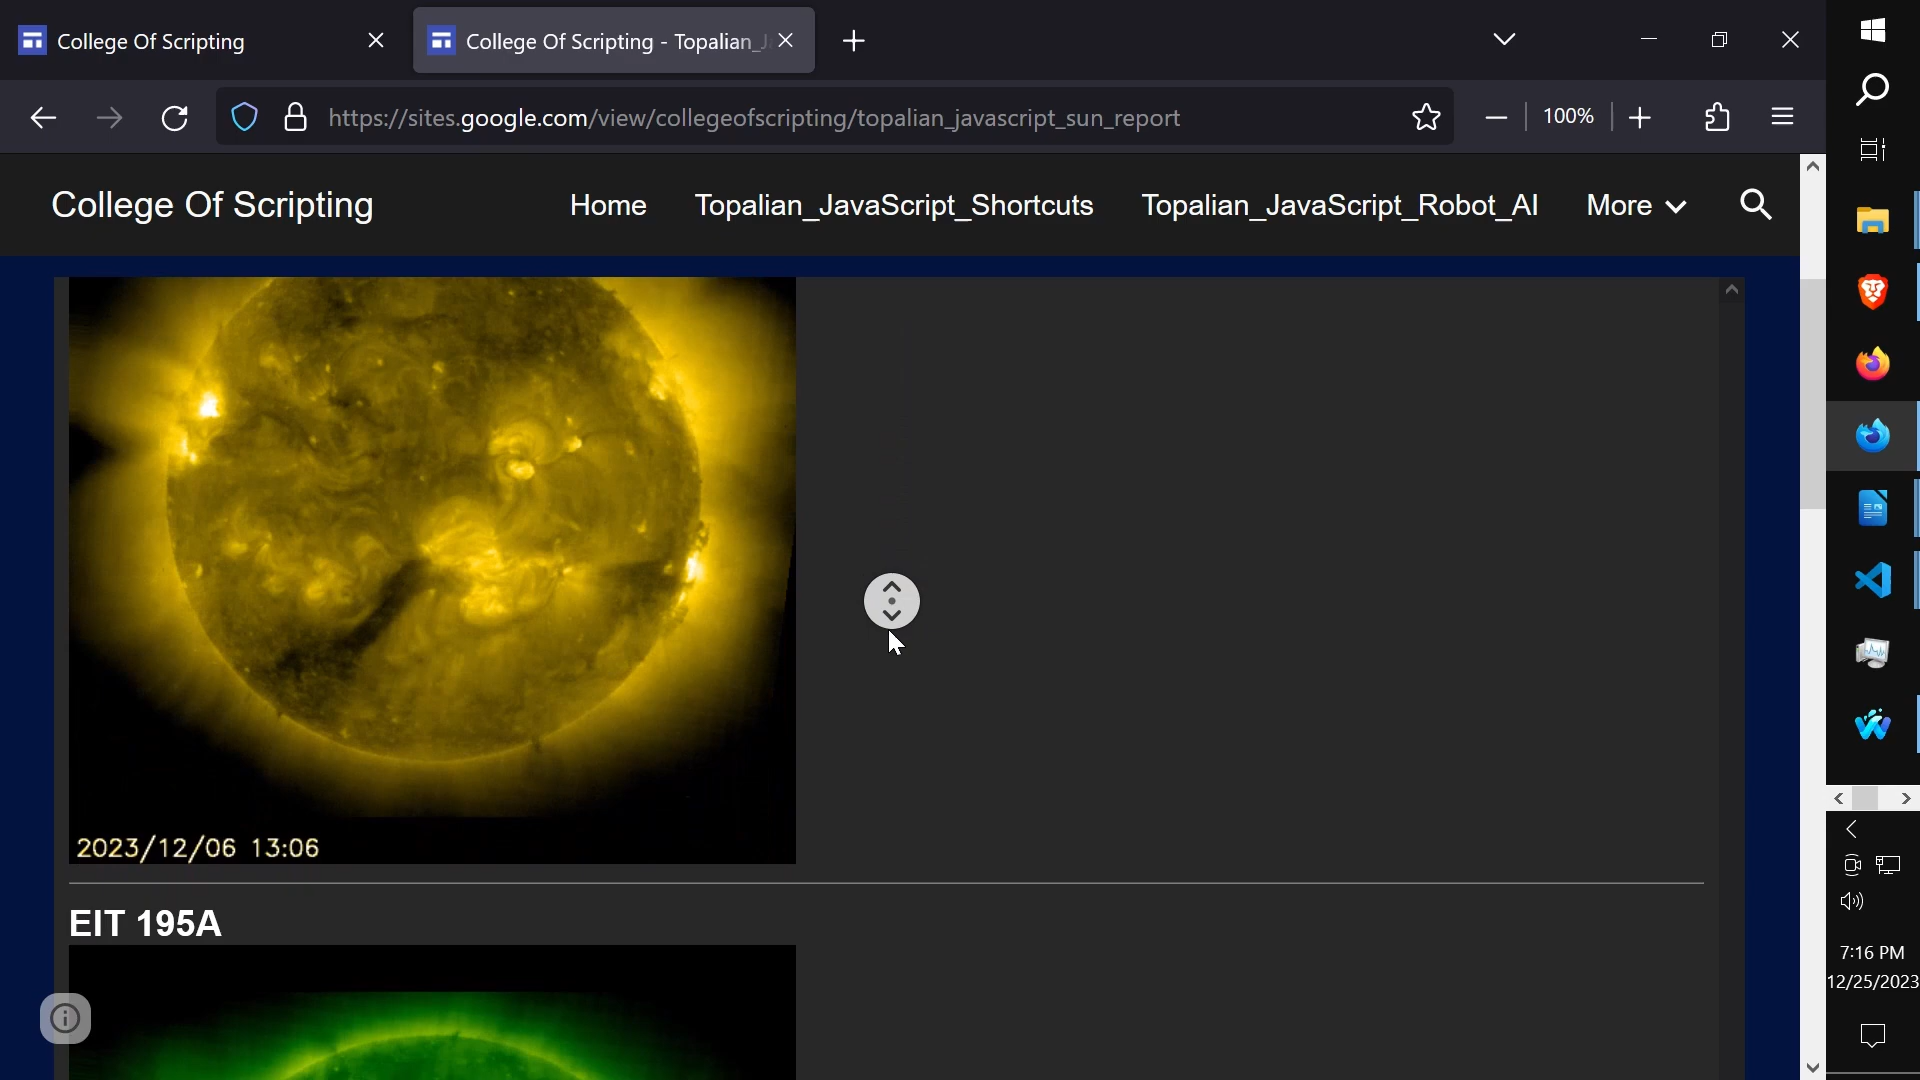 College Of Scripting
College Of Scripting - Topalian_J
https://sites.google.com/view/collegeofscripting/topalian_javascript_sun_report
100%
College Of Scripting
Home
Topalian_JavaScript_Shortcuts
Topalian_JavaScript_Robot_AI
More
2023/12/06 13:06
EIT 195A
7:16 PM
12/25/2023